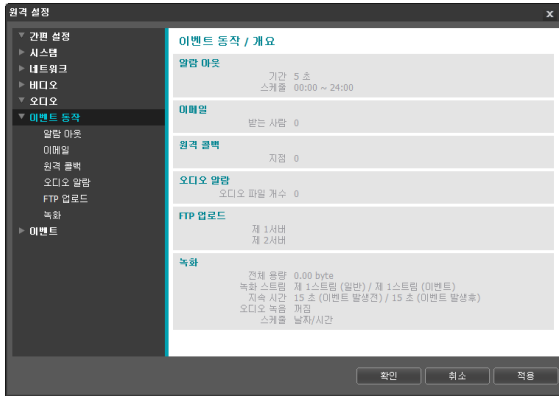 원격 설정
x
간편 설정
시스템
네트워크
비디오
오디오
이벤트 동작
알람 아웃
이메일
원격 콜백
오디오 알람
FTP 업로드
녹화
이벤트
이벤트 동작 / 개요
알람 아웃
기간 5 초
스케줄 00:00 ~ 24:00
이메일
받는 사람 0
원격 콜백
지점 0
오디오 알람
오디오 파일 개수 0
FTP 업로드
제 1서버
제 2서버
녹화
전체 용량 0.00 byte
녹화 스트림 제 1스트림 (일반) / 제 1스트림 (이벤트)
지속 시간 15 초 (이벤트 발생전) / 15 초 (이벤트 발생후)
오디오 녹음 꺼짐
스케줄 날짜/시간
확인 취소 적용